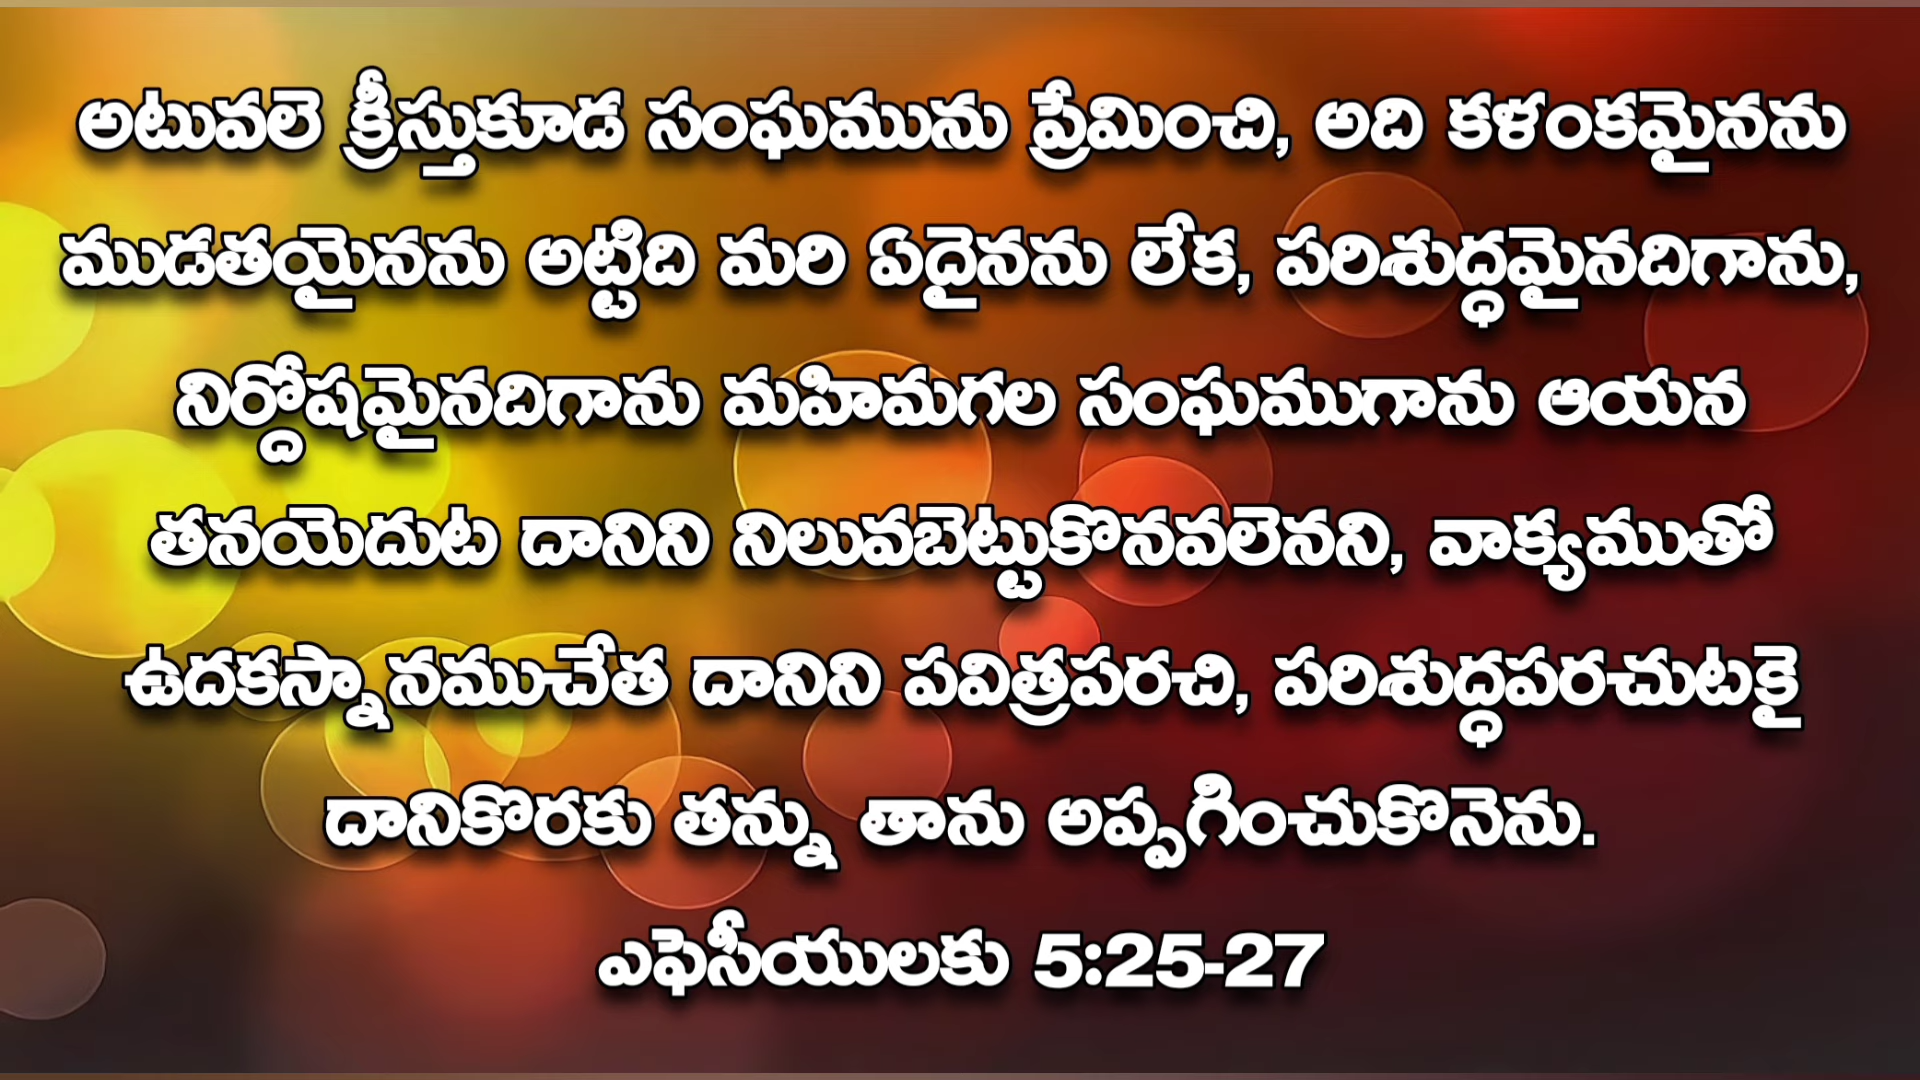 అటువలె క్రీస్తుకూడ సంఘమును ప్రేమించి, అది కళంకమైనను
ముడతయైనను అట్టిది మరి ఏదైనను లేక, పరిశుద్ధమైనదిగాను,
నిర్దోషమైనదిగాను మహిమగల సంఘముగాను ఆయన
తనయెదుట దానిని నిలువబెట్టుకొనవలెనని, వాక్యముతో
ఉదకస్నానముచేత దానిని పవిత్రపరచి, పరిశుద్ధపరచుటకై
దానికొరకు తన్ను తాను అప్పగించుకొనెను.
ఎఫెసీయులకు 5:25-27